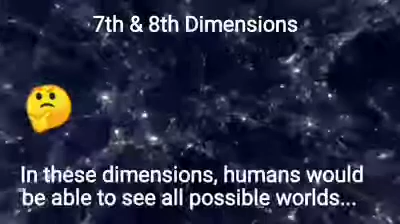 7th & 8th Dimensions
In these dimensions, humans would
be able to see all possible worlds...